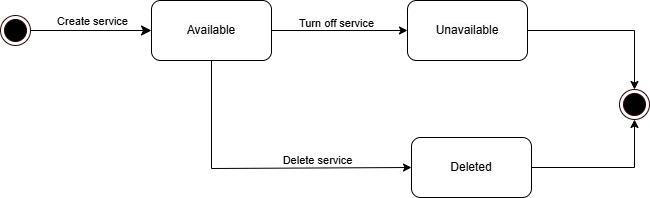 Create service
Available
Turn off service
Unavailable
Delete service
Deleted